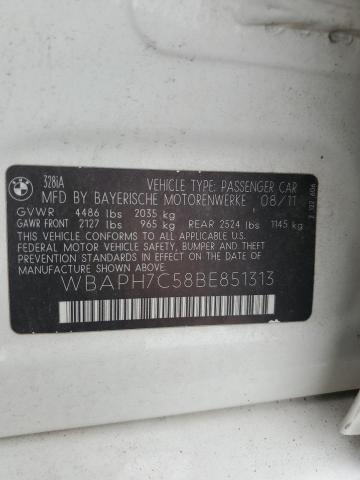 BMW 328iA VEHICLE TYPE: PASSENGER CAR
MFD BY BAYERISCHE MOTORENWERKE 08/11
GVWR 4486 lbs 2035 kg
GAWR FRONT 2127 lbs 965 kg REAR 2524 lbs 1145 kg
THIS VEHICLE CONFORMS TO ALL APPLICABLE
FEDERAL MOTOR VEHICLE SAFETY, BUMPER AND THEFT
PREVENTION STANDARDS IN EFFECT ON THE DATE OF
MANUFACTURE SHOWN ABOVE.
WBAPH7C58BE851313